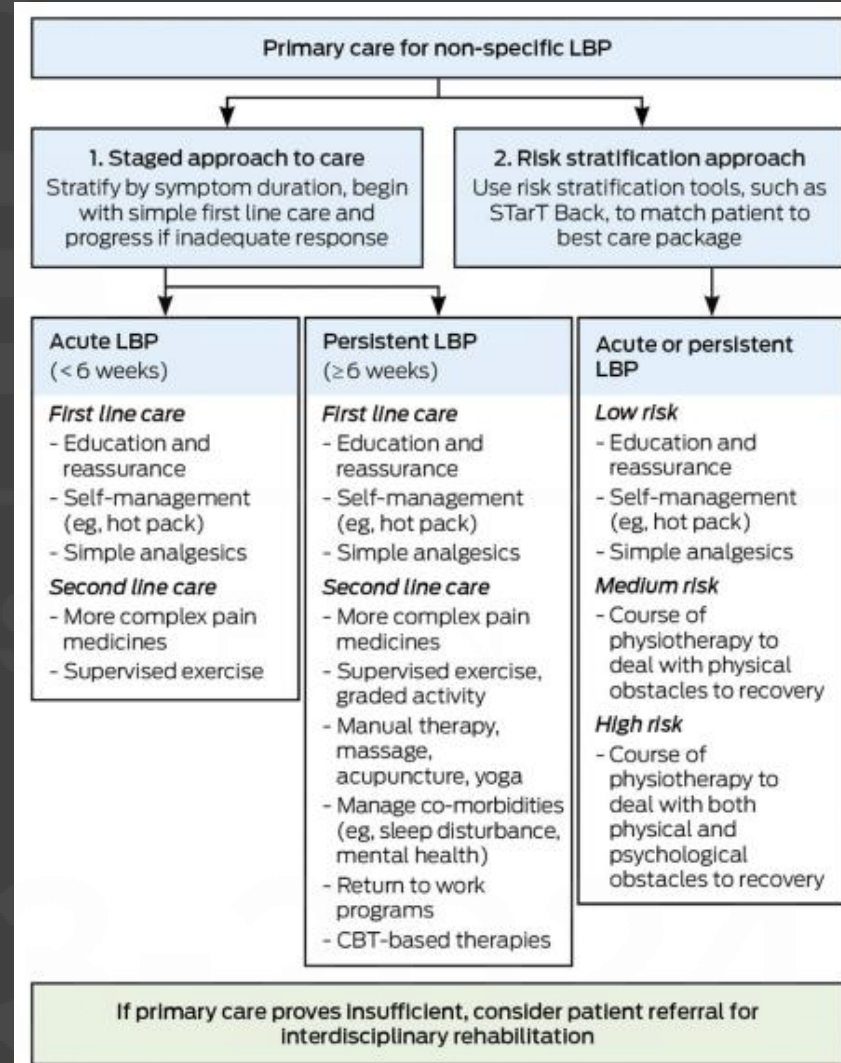 Primary care for non-specific LBP
1. Staged approach to care
Stratify by symptom duration, begin
with simple first line care and
progress if inadequate response
2. Risk stratification approach
Use risk stratification tools, such as
STarT Back, to match patient to
best care package
Acute LBP
(< 6 weeks)
First line care
- Education and
reassurance
- Self-management
(eg, hot pack)
- Simple analgesics
Second line care
- More complex pain
medicines
- Supervised exercise
Persistent LBP
(≥6 weeks)
First line care
- Education and
reassurance
- Self-management
(eg, hot pack)
- Simple analgesics
Second line care
- More complex pain
medicines
- Supervised exercise,
graded activity
- Manual therapy,
massage,
acupuncture, yoga
- Manage co-morbidities
(eg, sleep disturbance,
mental health)
- Return to work
programs
- CBT-based therapies
Acute or persistent
LBP
Low risk
- Education and
reassurance
- Self-management
(eg, hot pack)
- Simple analgesics
Medium risk
- Course of
physiotherapy to
deal with physical
obstacles to recovery
High risk
- Course of
physiotherapy to
deal with both
physical and
psychological
obstacles to recovery
If primary care proves insufficient, consider patient referral for
interdisciplinary rehabilitation